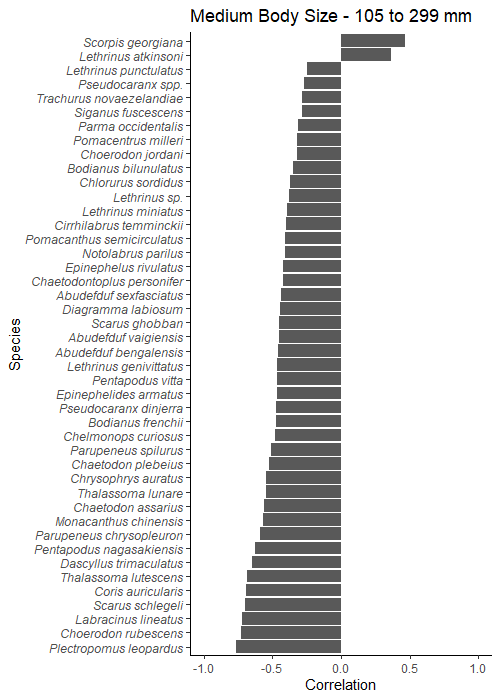 Medium Body Size - 105 to 299 mm
Scorpis georgiana
Lethrinus atkinsoni
Lethrinus punctulatus
Pseudocaranx spp.
Trachurus novaezelandiae
Siganus fuscescens
Parma occidentalis
Pomacentrus milleri
Choerodon jordani
Bodianus bilunulatus
Chlorurus sordidus
Lethrinus sp.
Lethrinus miniatus
Cirrhilabrus temminckii
Pomacanthus semicirculatus
Notolabrus parilus
Epinephelus rivulatus
Chaetodontoplus personifer
Abudefduf sexfasciatus
Diagramma labiosum
Scarus ghobban
Abudefduf vaigiensis
Abudefduf bengalensis
Lethrinus genivittatus
Pentapodus vitta
Epinephelides armatus
Pseudocaranx dinjerra
Bodianus frenchii
Chelmonops curiosus
Parupeneus spilurus
Chaetodon plebeius
Chrysophrys auratus
Thalassoma lunare
Chaetodon assarius
Monacanthus chinensis
Parupeneus chrysopleuron
Pentapodus nagasakiensis
Dascyllus trimaculatus
Thalassoma lutescens
Coris auricularis
Scarus schlegeli
Labracinus lineatus
Choerodon rubescens
Plectropomus leopardus
Species
-1.0 -0.5 0.0 0.5 1.0
Correlation